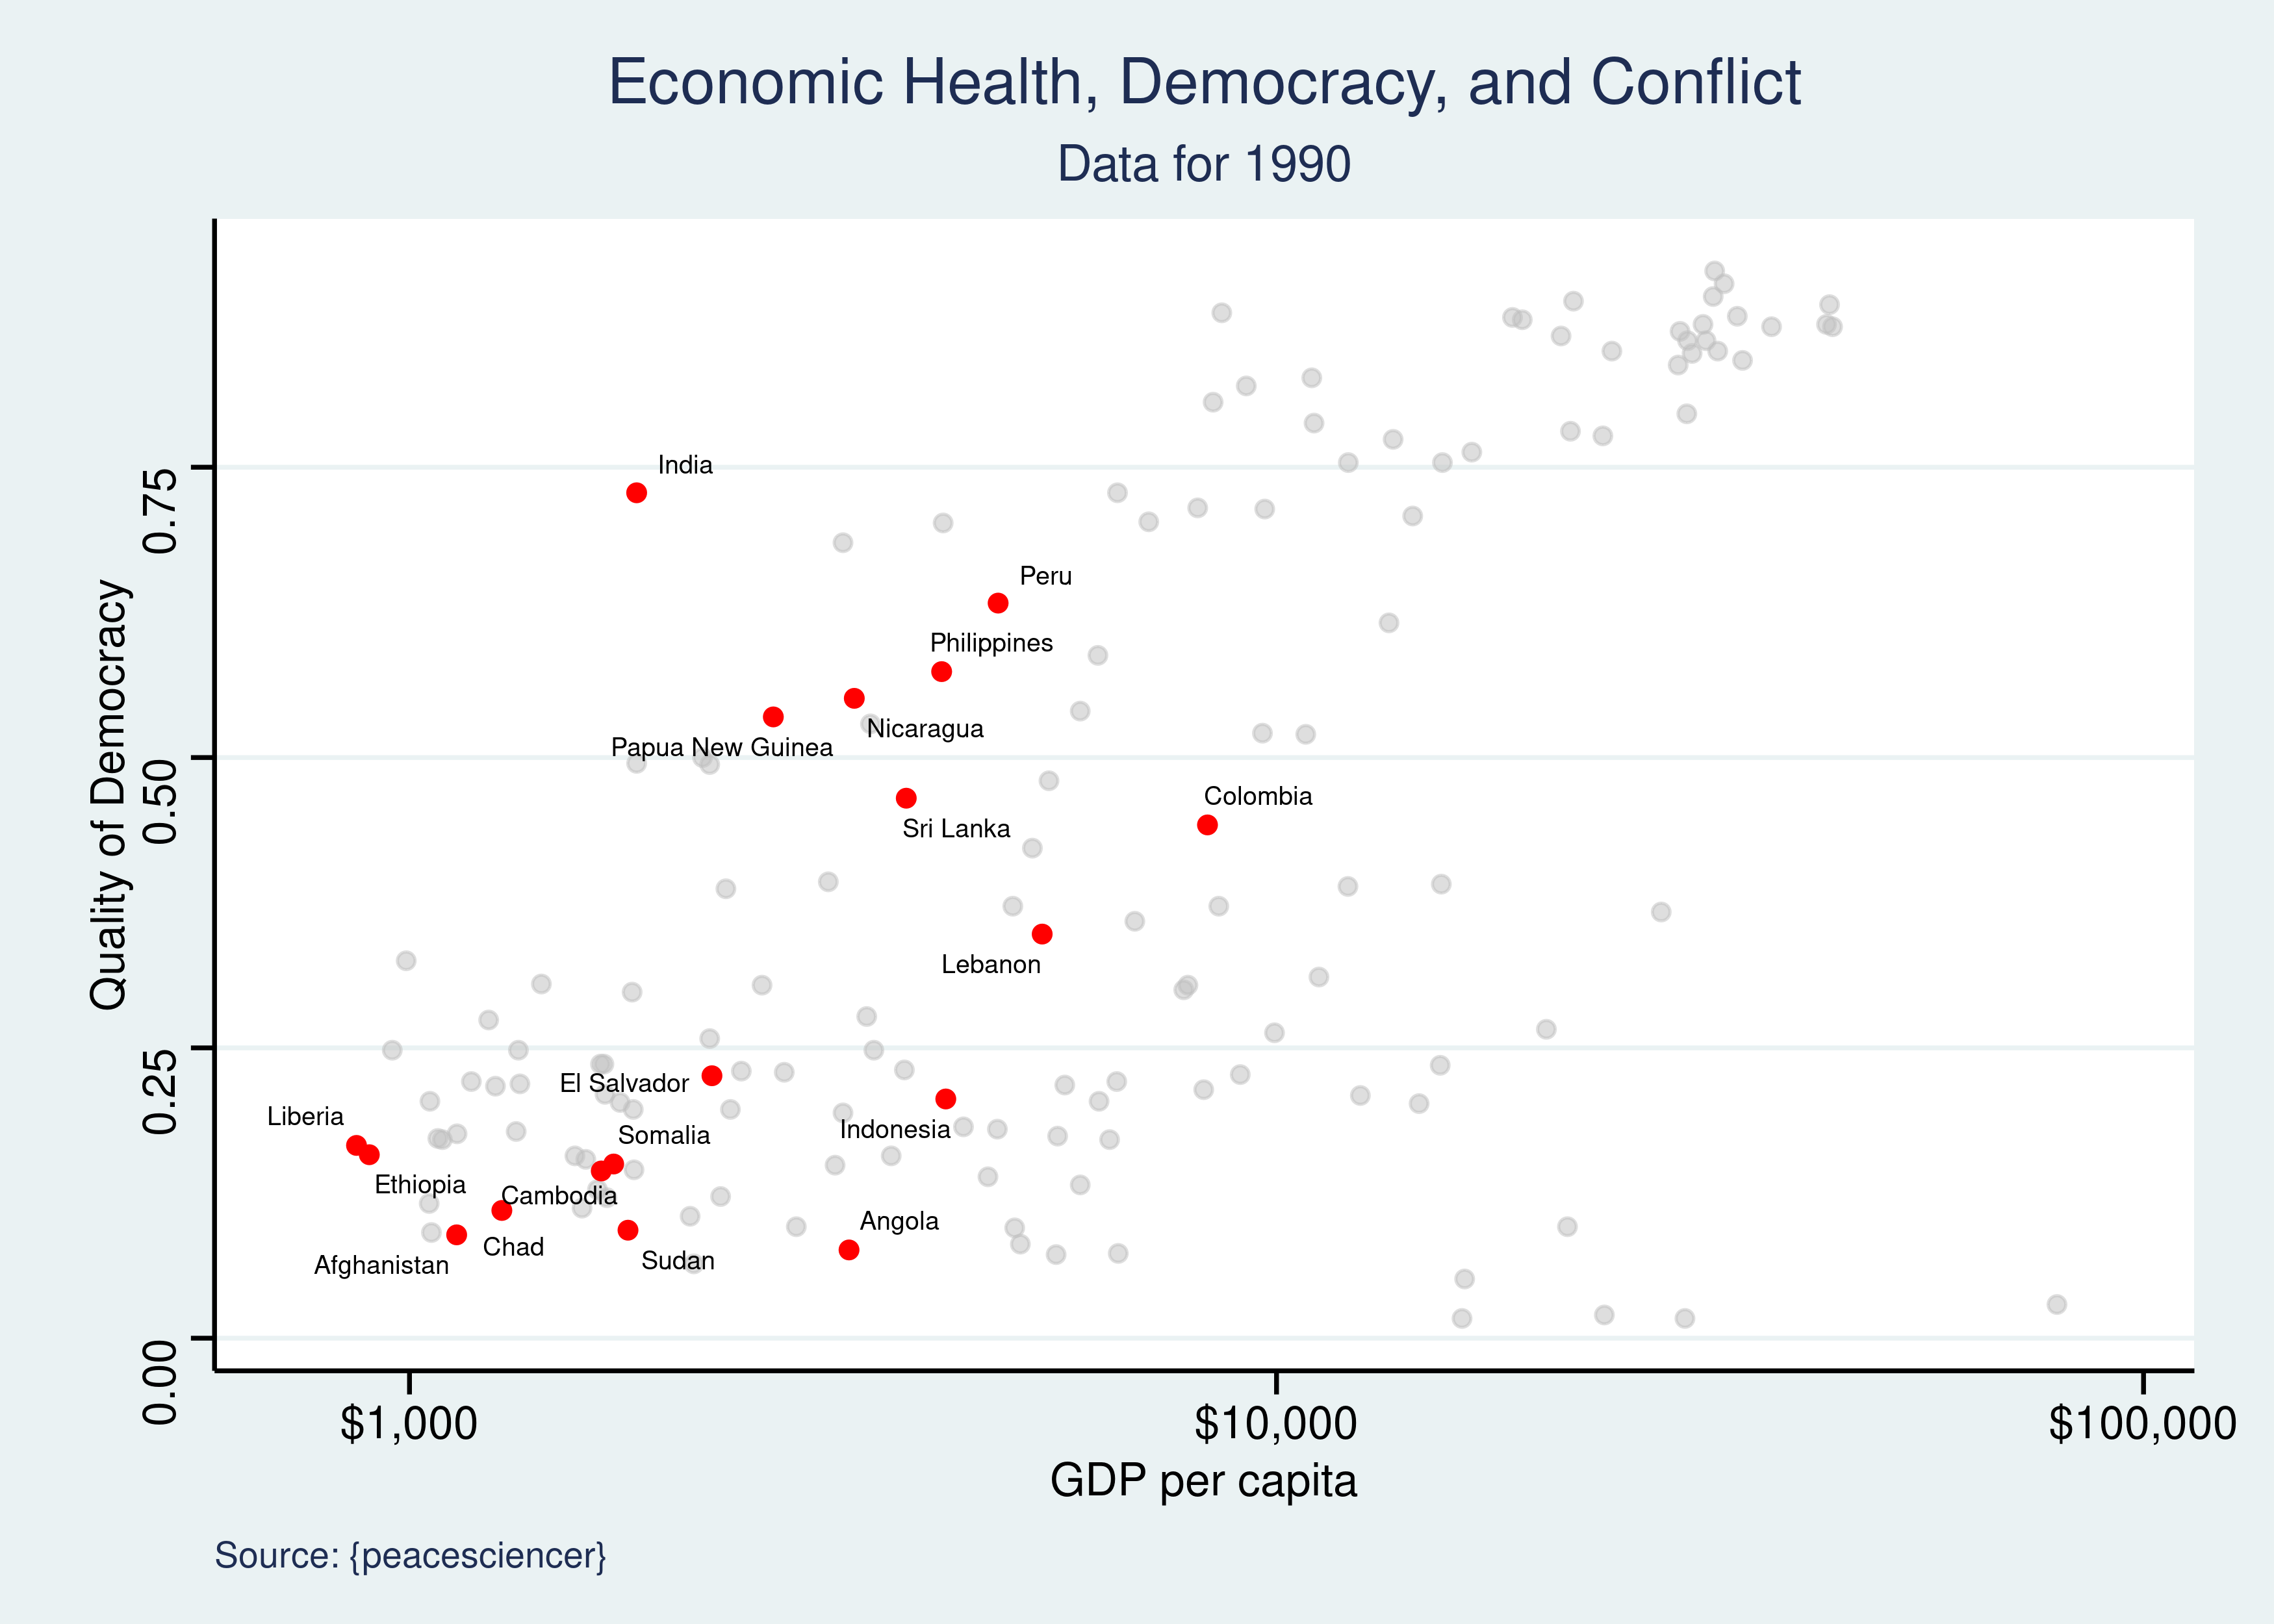 Economic Health, Democracy, and Conflict
Data for 1990
Quality of Democracy
0.75
0.50
0.25
0.00
India
Peru
Philippines
Nicaragua
Papua New Guinea
Colombia
Sri Lanka
Lebanon
El Salvador
Liberia
Indonesia
Somalia
Ethiopia
Cambodia
Angola
Chad
Sudan
Afghanistan
$1,000
$10,000
$100,000
GDP per capita
Source: {peacesciencer}